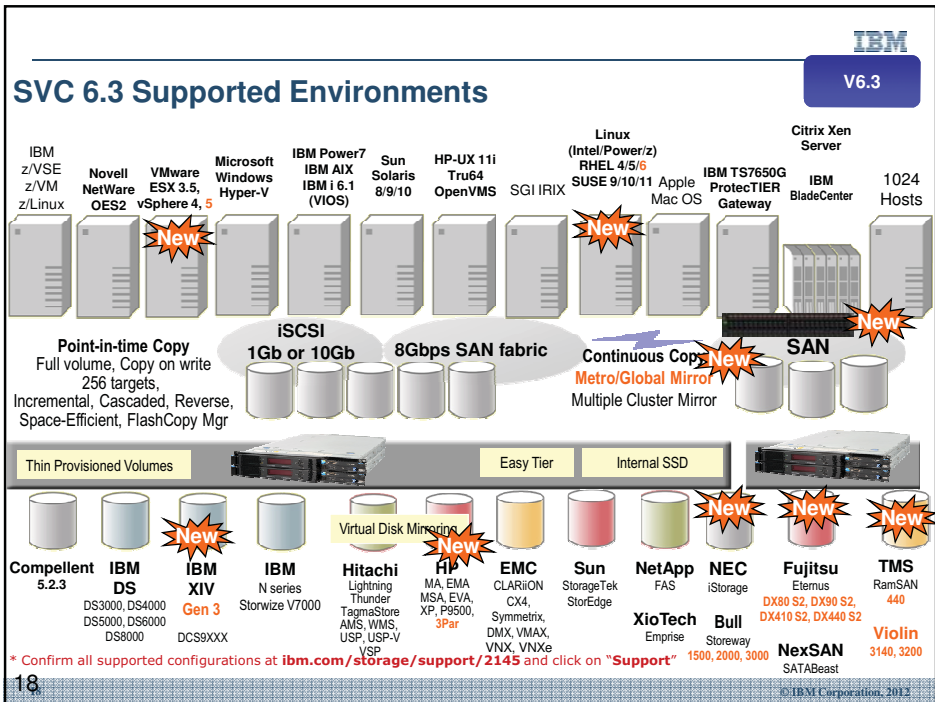 IBM
SVC 6.3 Supported Environments
V6.3
IBM
z/VSE
z/VM
z/Linux
Novell
NetWare
OES2
VMware
ESX 3.5,
vSphere 4, 5
Microsoft
Windows
Hyper-V
IBM Power7
IBM AIX
IBM i 6.1
(VIOS)
Sun
Solaris
8/9/10
HP-UX 11i
Tru64
OpenVMS
SGI IRIX
Linux
(Intel/Power/z)
RHEL 4/5/6
SUSE 9/10/11
Apple
Mac OS
IBM TS7650G
ProtecTIER
Gateway
Citrix Xen
Server
IBM
BladeCenter
1024
Hosts
New
New
New
Point-in-time Copy
Full volume, Copy on write
256 targets,
Incremental, Cascaded, Reverse,
Space-Efficient, FlashCopy Mgr
iSCSI
1Gb or 10Gb
8Gbps SAN fabric
Continuous Copy
Metro/Global Mirror
Multiple Cluster Mirror
New
SAN
Thin Provisioned Volumes
Easy Tier
Internal SSD
Virtual Disk Mirroring
New
New
New
New
New
Compellent
5.2.3
IBM
DS
DS3000, DS4000
DS5000, DS6000
DS8000
IBM
XIV
Gen 3
DCS9XXX
IBM
N series
Storwize V7000
Hitachi
Lightning
Thunder
TagmaStore
AMS, WMS,
USP, USP-V
VSP
HP
MA, EMA
MSA, EVA,
XP, P9500,
3Par
EMC
CLARiiON
CX4,
Symmetrix,
DMX, VMAX,
VNX, VNXe
Sun
StorageTek
StorEdge
NetApp
FAS
XioTech
Emprise
NEC
iStorage
Bull
Storeway
1500, 2000, 3000
Fujitsu
Eternus
DX80 S2, DX90 S2,
DX410 S2, DX440 S2
NexSAN
SATABeast
TMS
RamSAN
440
Violin
3140, 3200
* Confirm all supported configurations at ibm.com/storage/support/2145 and click on "Support"
18
18
© IBM Corporation, 2012